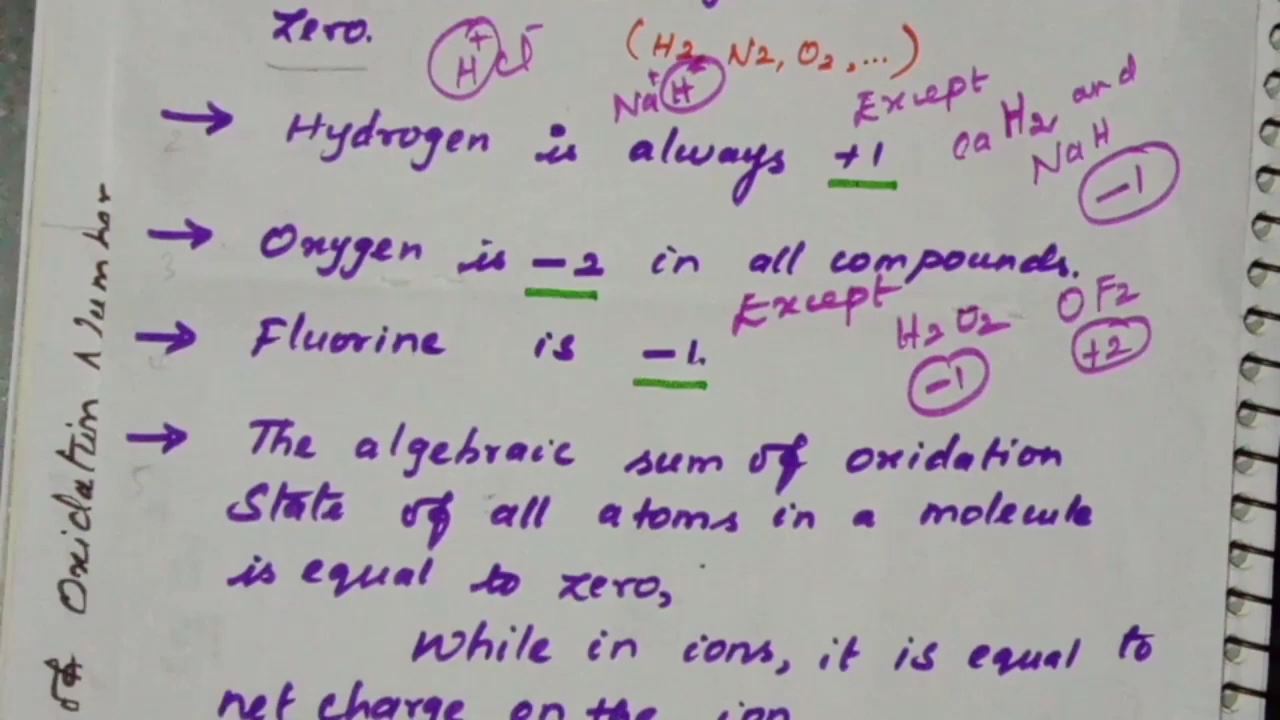 zero.
H+ Cl-
(H2, N2, O2, ...)
Na+ H-
→ Hydrogen is always +1
Except
CaH2 and
NaH
-1
→ Oxygen is -2 in all compounds.
Except
H2O2
-1
OF2
+2
→ Fluorine is -1.
→ The algebraic sum of oxidation
State of all atoms in a molecule
is equal to zero,
While in ions, it is equal to
net charge on the ion
of Oxidation Number